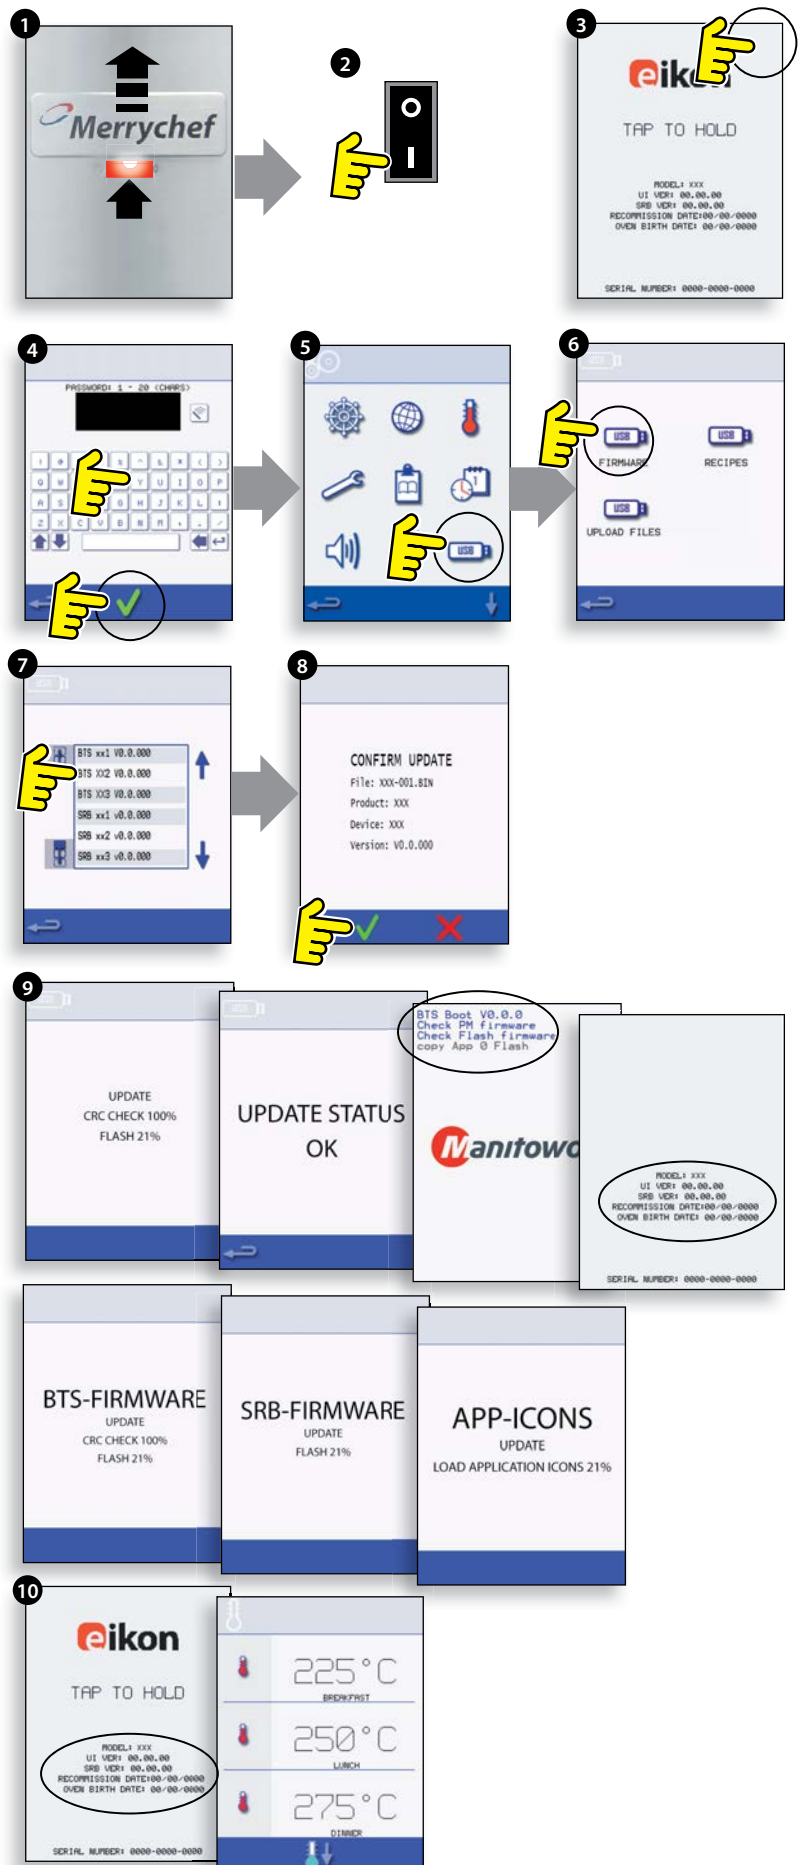 1
Merrychef
2
3
eikon
TAP TO HOLD
MODEL: XXX
UI VER: 00.00.00
SRB VER: 00.00.00
RECOMMISSION DATE:00/00/0000
OVEN BIRTH DATE: 00/00/0000
SERIAL NUMBER: 0000-0000-0000
4
PASSWORD: 1 - 20 (CHARS)
Q W Y U I O P
A S G H J K L
Z X C V B N M , . /
5
USB
6
USB
FIRMWARE
USB
RECIPES
USB
UPLOAD FILES
7
USB
BTS xx1 V0.0.000
BTS XX2 V0.0.000
BTS XX3 V0.0.000
SRB xx1 v0.0.000
SRB xx2 v0.0.000
SRB xx3 v0.0.000
8
CONFIRM UPDATE
File: XXX-001.BIN
Product: XXX
Device: XXX
Version: V0.0.000
9
USB
UPDATE
CRC CHECK 100%
FLASH 21%
USB
UPDATE STATUS
OK
BTS Boot V0.0.0
Check PM firmware
Check Flash firmware
copy App 0 Flash
Manitowo
MODEL: XXX
UI VER: 00.00.00
SRB VER: 00.00.00
RECOMMISSION DATE:00/00/0000
OVEN BIRTH DATE: 00/00/0000
SERIAL NUMBER: 0000-0000-0000
BTS-FIRMWARE
UPDATE
CRC CHECK 100%
FLASH 21%
SRB-FIRMWARE
UPDATE
FLASH 21%
APP-ICONS
UPDATE
LOAD APPLICATION ICONS 21%
10
eikon
TAP TO HOLD
MODEL: XXX
UI VER: 00.00.00
SRB VER: 00.00.00
RECOMMISSION DATE:00/00/0000
OVEN BIRTH DATE: 00/00/0000
SERIAL NUMBER: 0000-0000-0000
225°C
BREAKFAST
250°C
LUNCH
275°C
DINNER